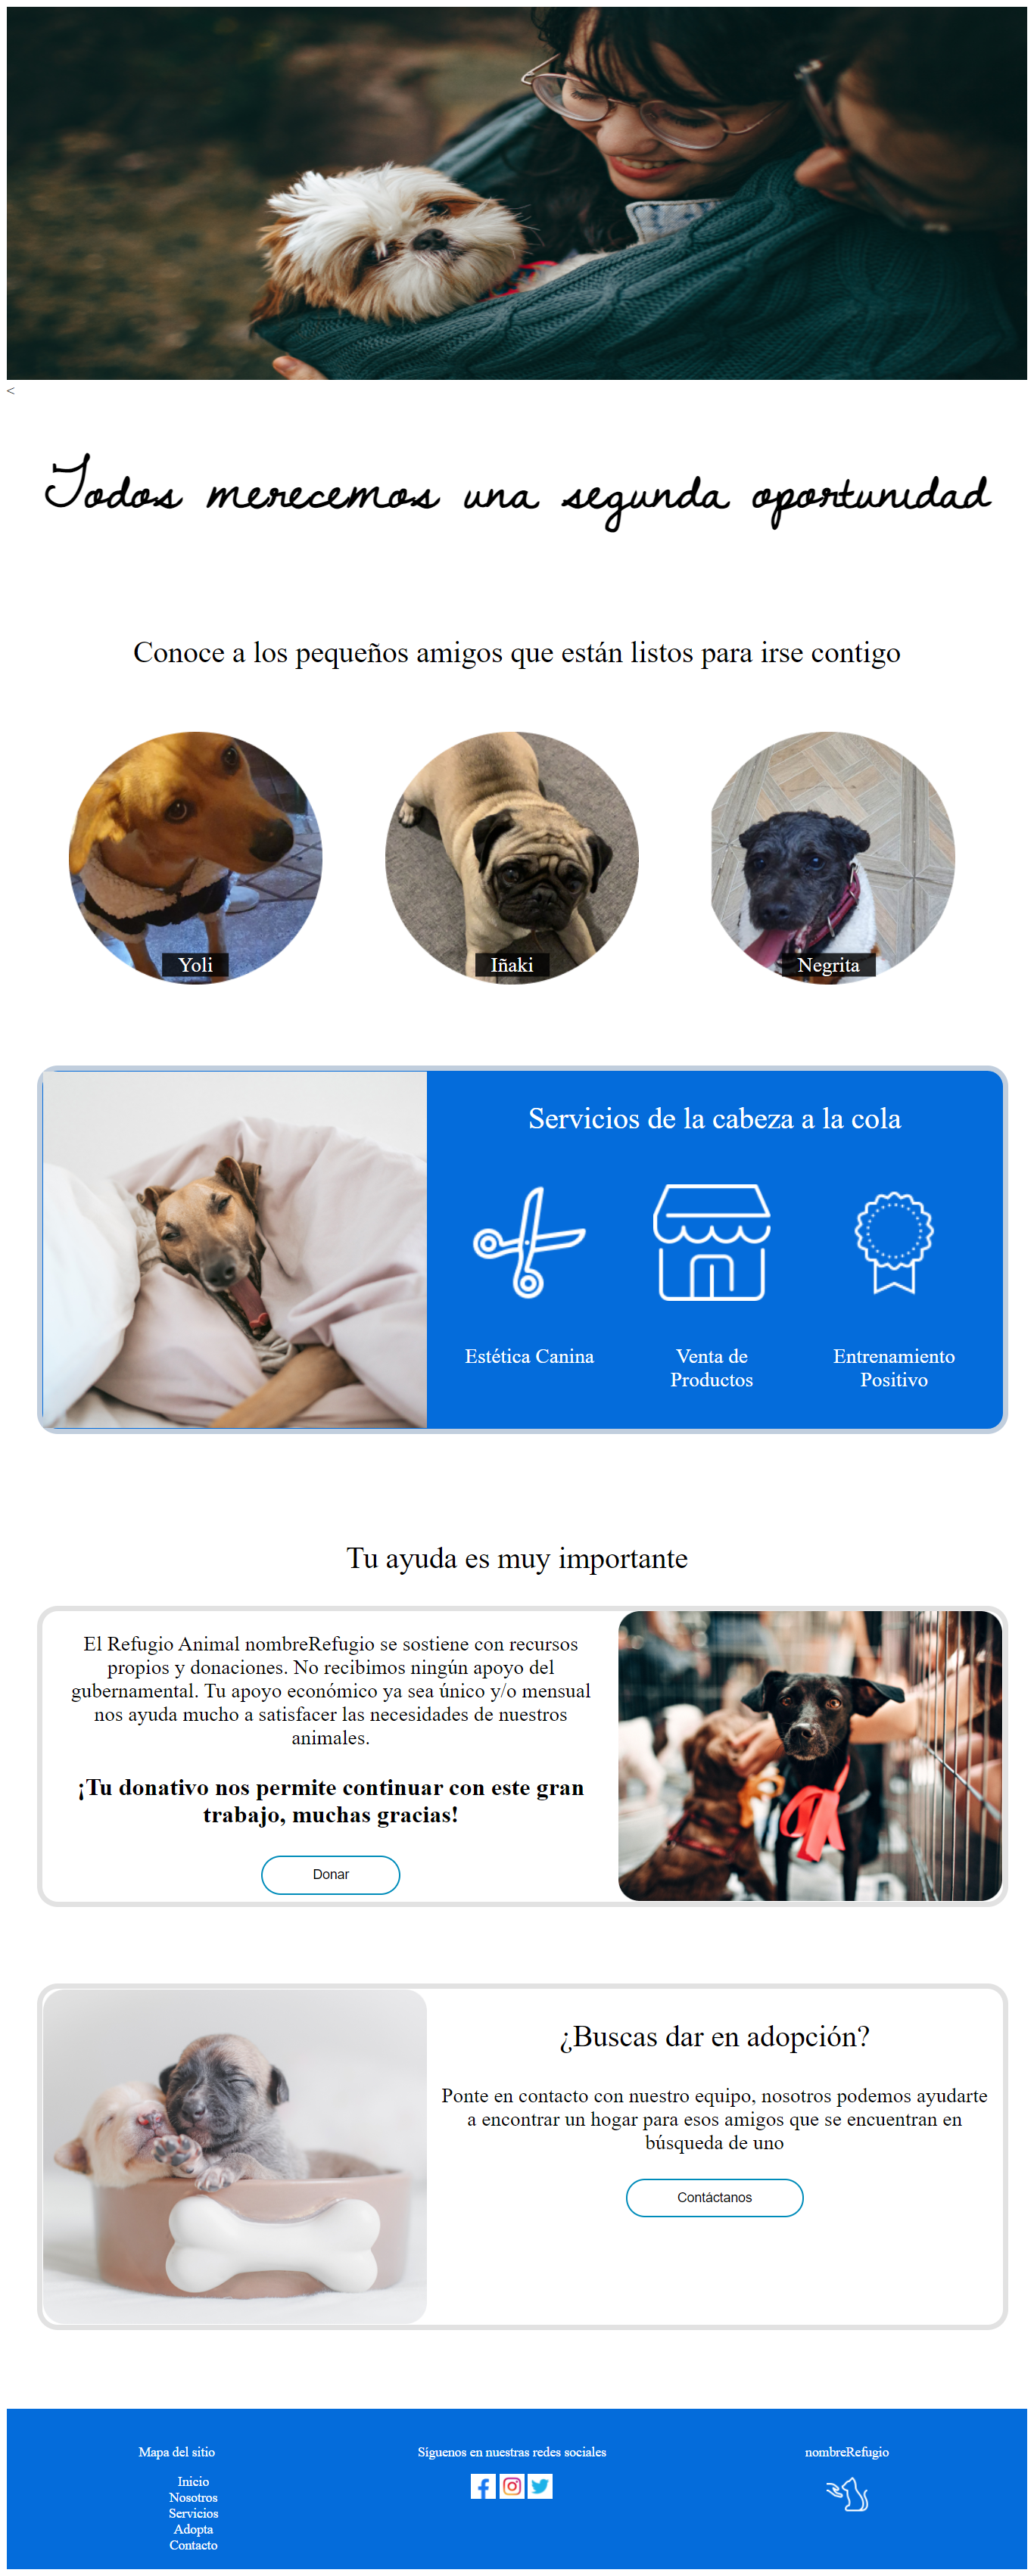 <
Todos merecemos una segunda oportunidad
Conoce a los pequeños amigos que están listos para irse contigo
Yoli
Iñaki
Negrita
Servicios de la cabeza a la cola
Estética Canina
Venta de
Productos
Entrenamiento
Positivo
Tu ayuda es muy importante
El Refugio Animal nombreRefugio se sostiene con recursos
propios y donaciones. No recibimos ningún apoyo del
gubernamental. Tu apoyo económico ya sea único y/o mensual
nos ayuda mucho a satisfacer las necesidades de nuestros
animales.
¡Tu donativo nos permite continuar con este gran
trabajo, muchas gracias!
Donar
¿Buscas dar en adopción?
Ponte en contacto con nuestro equipo, nosotros podemos ayudarte
a encontrar un hogar para esos amigos que se encuentran en
búsqueda de uno
Contáctanos
Mapa del sitio
Inicio
Nosotros
Servicios
Adopta
Contacto
Síguenos en nuestras redes sociales
nombreRefugio